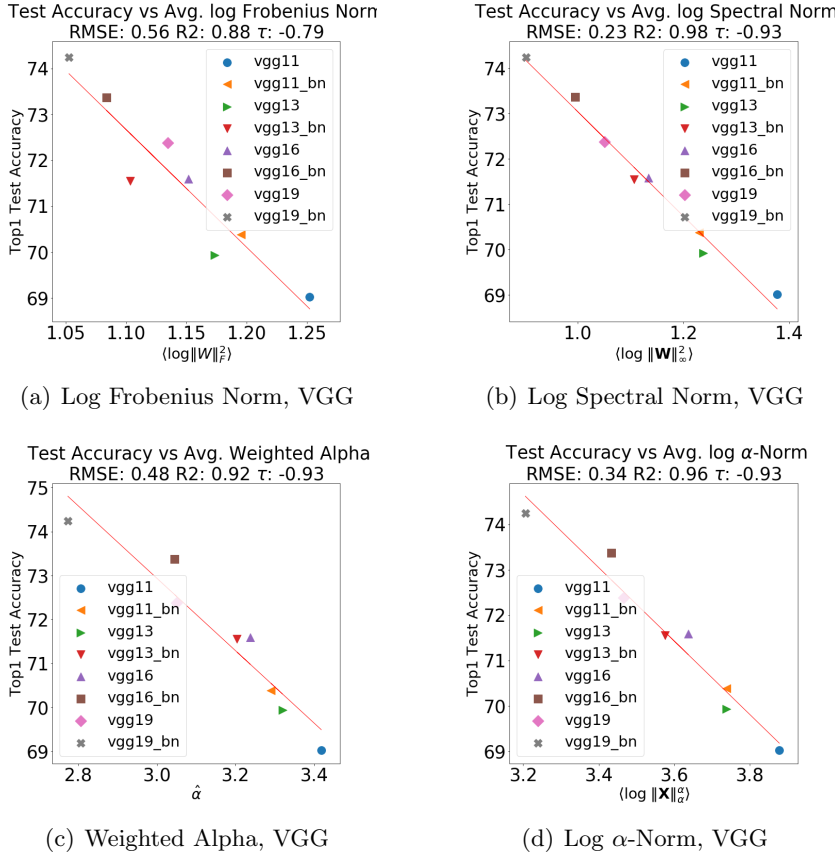 Test Accuracy vs Avg. log Frobenius Norm
RMSE: 0.56 R2: 0.88 τ: -0.79
Top1 Test Accuracy
74
73
72
71
70
69
vgg11
vgg11_bn
vgg13
vgg13_bn
vgg16
vgg16_bn
vgg19
vgg19_bn
1.05 1.10 1.15 1.20 1.25
⟨log‖W‖²_F⟩
(a) Log Frobenius Norm, VGG
Test Accuracy vs Avg. log Spectral Norm
RMSE: 0.23 R2: 0.98 τ: -0.93
Top1 Test Accuracy
74
73
72
71
70
69
vgg11
vgg11_bn
vgg13
vgg13_bn
vgg16
vgg16_bn
vgg19
vgg19_bn
1.0 1.2 1.4
⟨log ‖W‖²_∞⟩
(b) Log Spectral Norm, VGG
Test Accuracy vs Avg. Weighted Alpha
RMSE: 0.48 R2: 0.92 τ: -0.93
Top1 Test Accuracy
75
74
73
72
71
70
69
vgg11
vgg11_bn
vgg13
vgg13_bn
vgg16
vgg16_bn
vgg19
vgg19_bn
2.8 3.0 3.2 3.4
α̂
(c) Weighted Alpha, VGG
Test Accuracy vs Avg. log α-Norm
RMSE: 0.34 R2: 0.96 τ: -0.93
Top1 Test Accuracy
74
73
72
71
70
69
vgg11
vgg11_bn
vgg13
vgg13_bn
vgg16
vgg16_bn
vgg19
vgg19_bn
3.2 3.4 3.6 3.8
⟨log ‖X‖^α_α⟩
(d) Log α-Norm, VGG